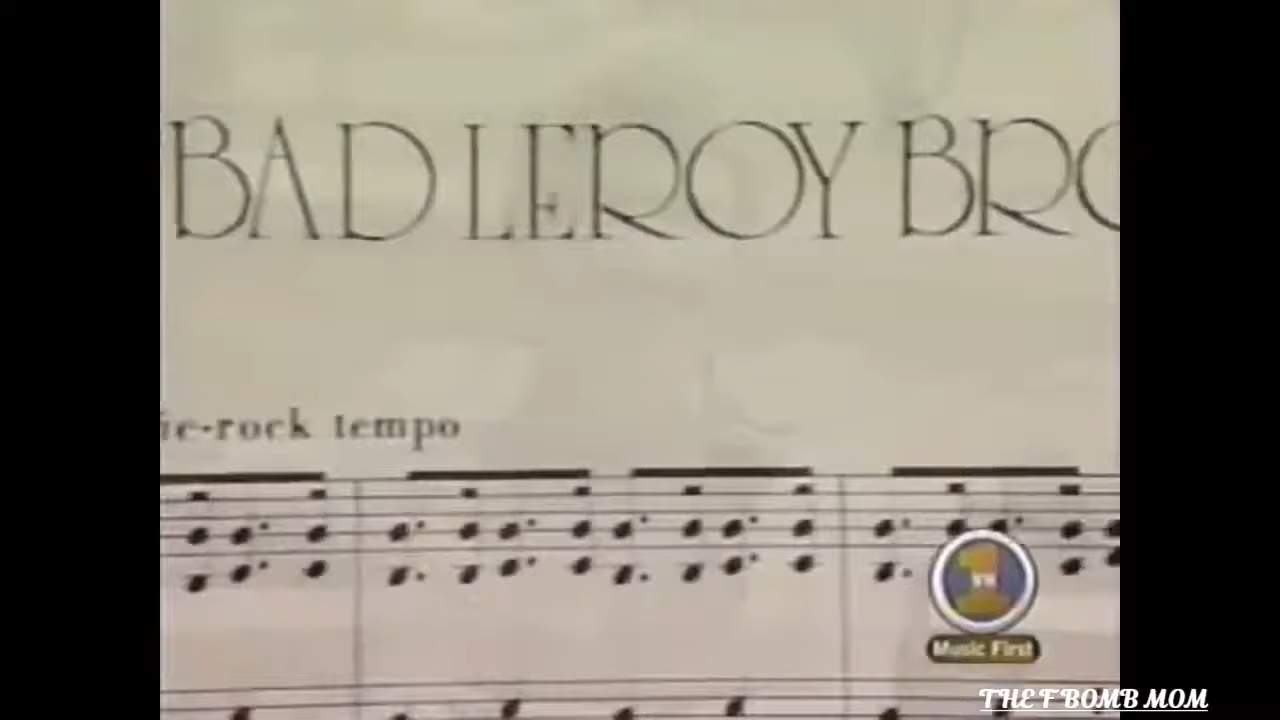 BAD LEROY BRO
ie-rock tempo
Music First
THE F BOMB MOM